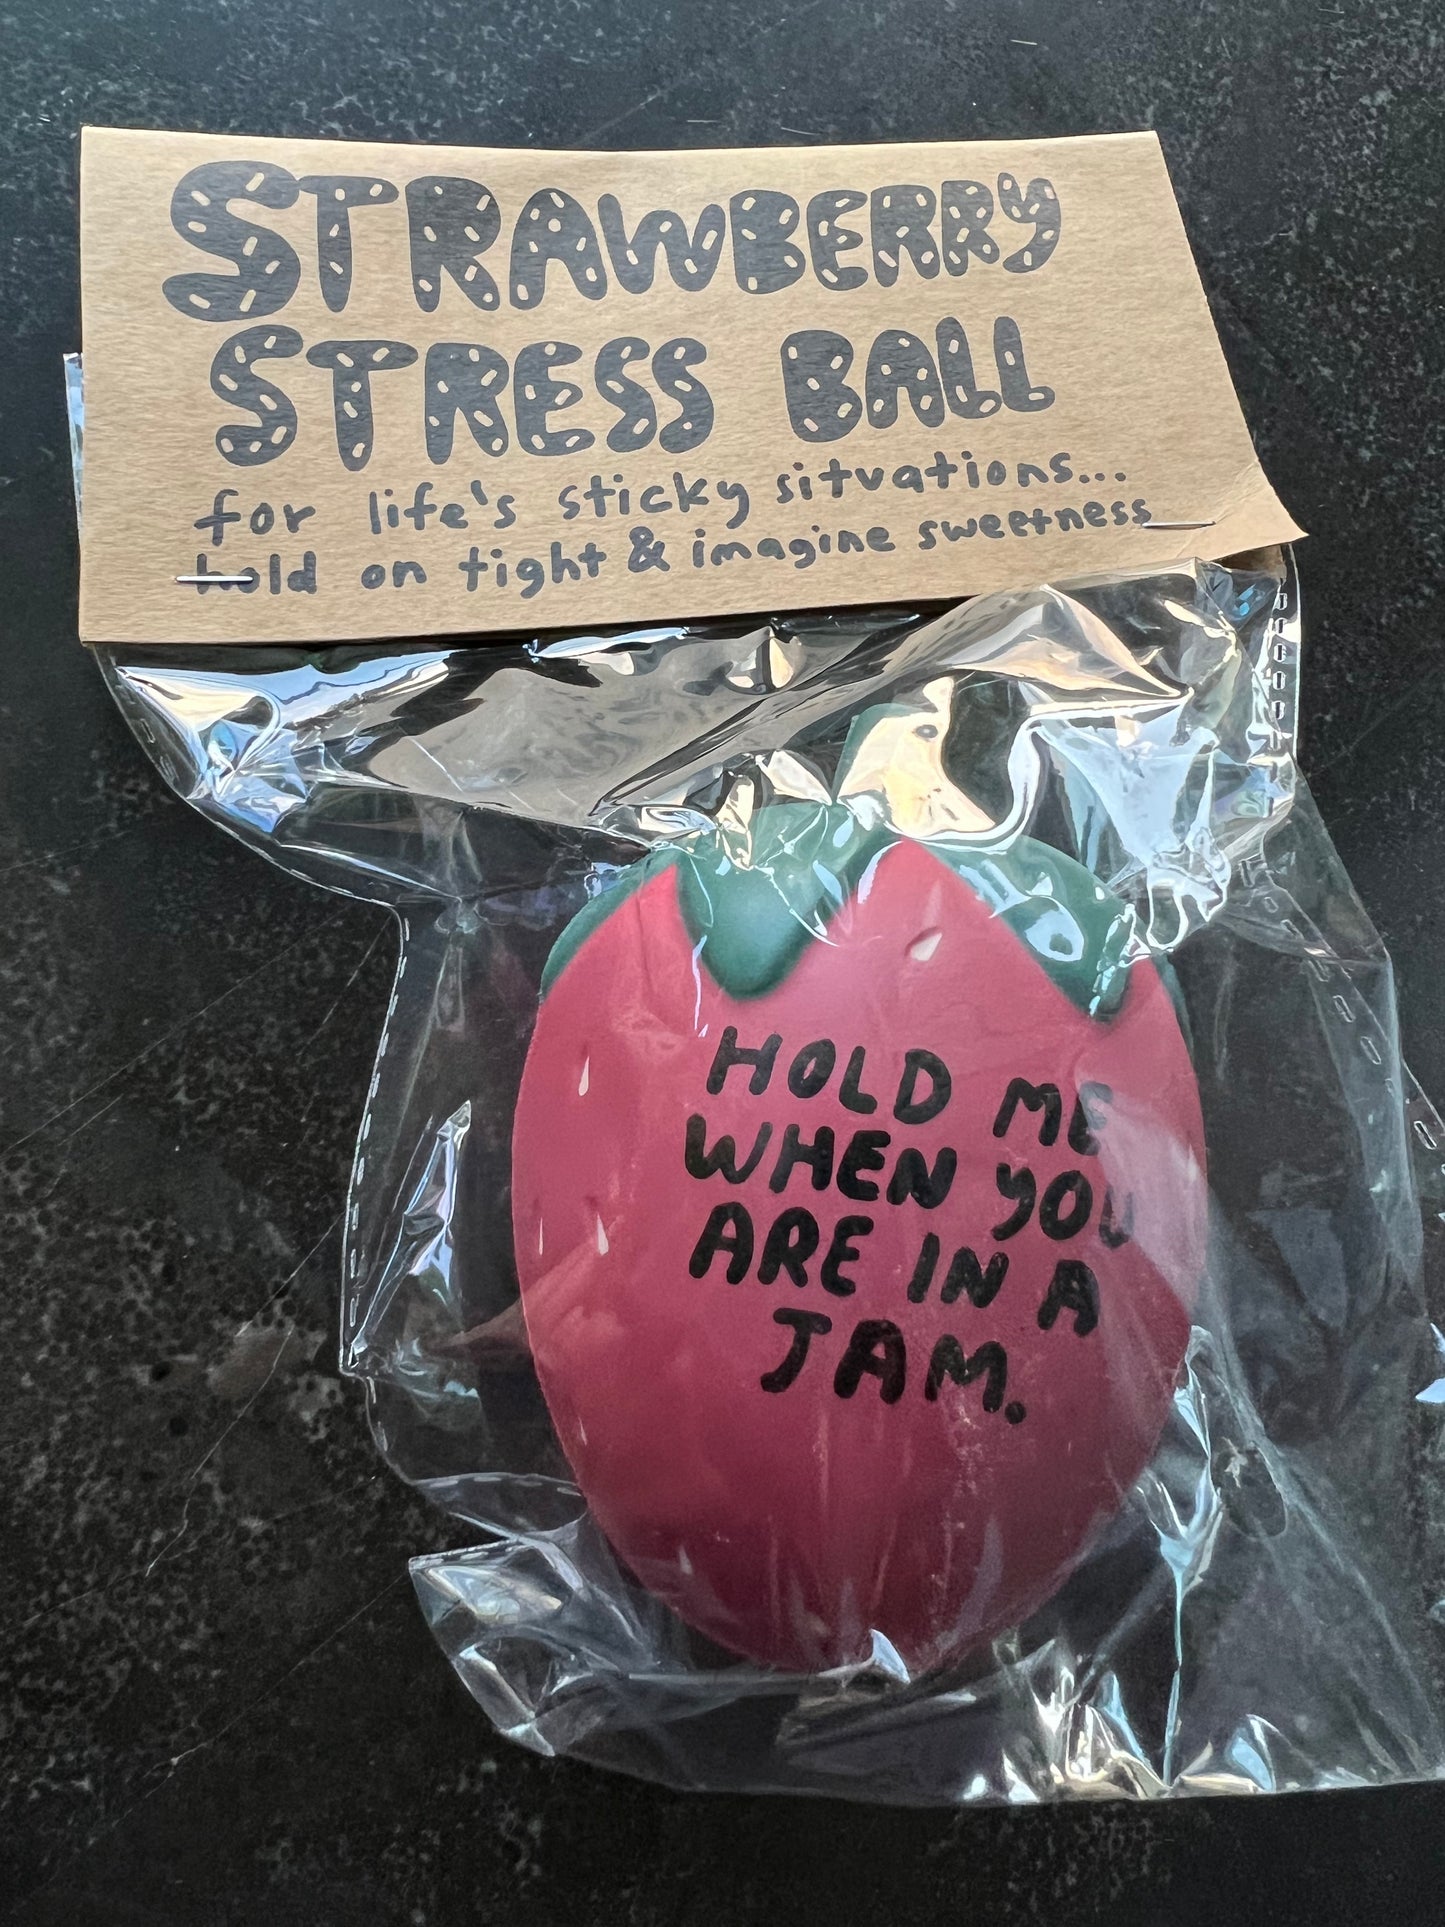 STRAWBERRY
STRESS BALL
for life's sticky situations...
hold on tight & imagine sweetness
HOLD ME
WHEN YOU
ARE IN A
JAM.